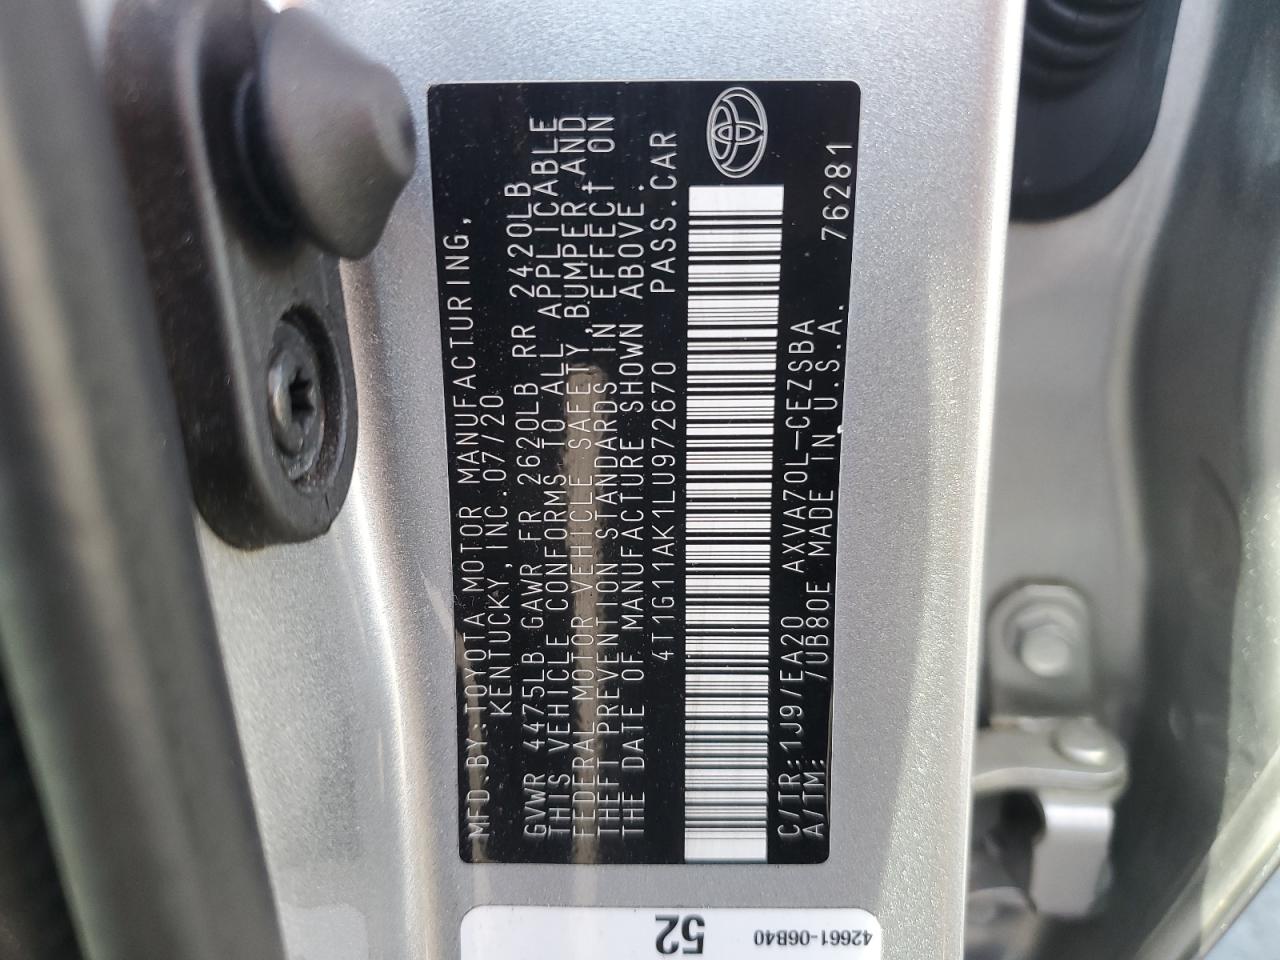 MFD.BY:TOYOTA MOTOR MANUFACTURING,
KENTUCKY, INC. 07/20
GVWR 4475LB GAWR FR 2620LB RR 2420LB
THIS VEHICLE CONFORMS TO ALL APPLICABLE
FEDERAL MOTOR VEHICLE SAFETY, BUMPER, AND
THEFT PREVENTION STANDARDS IN EFFECT ON
THE DATE OF MANUFACTURE SHOWN ABOVE.
4T1G11AK1LU972670 PASS.CAR
C/TR:1J9/EA20 AXVA70L-CEZSBA 76281
A/TM: /UB80E MADE IN U.S.A.
52
42661-06B40